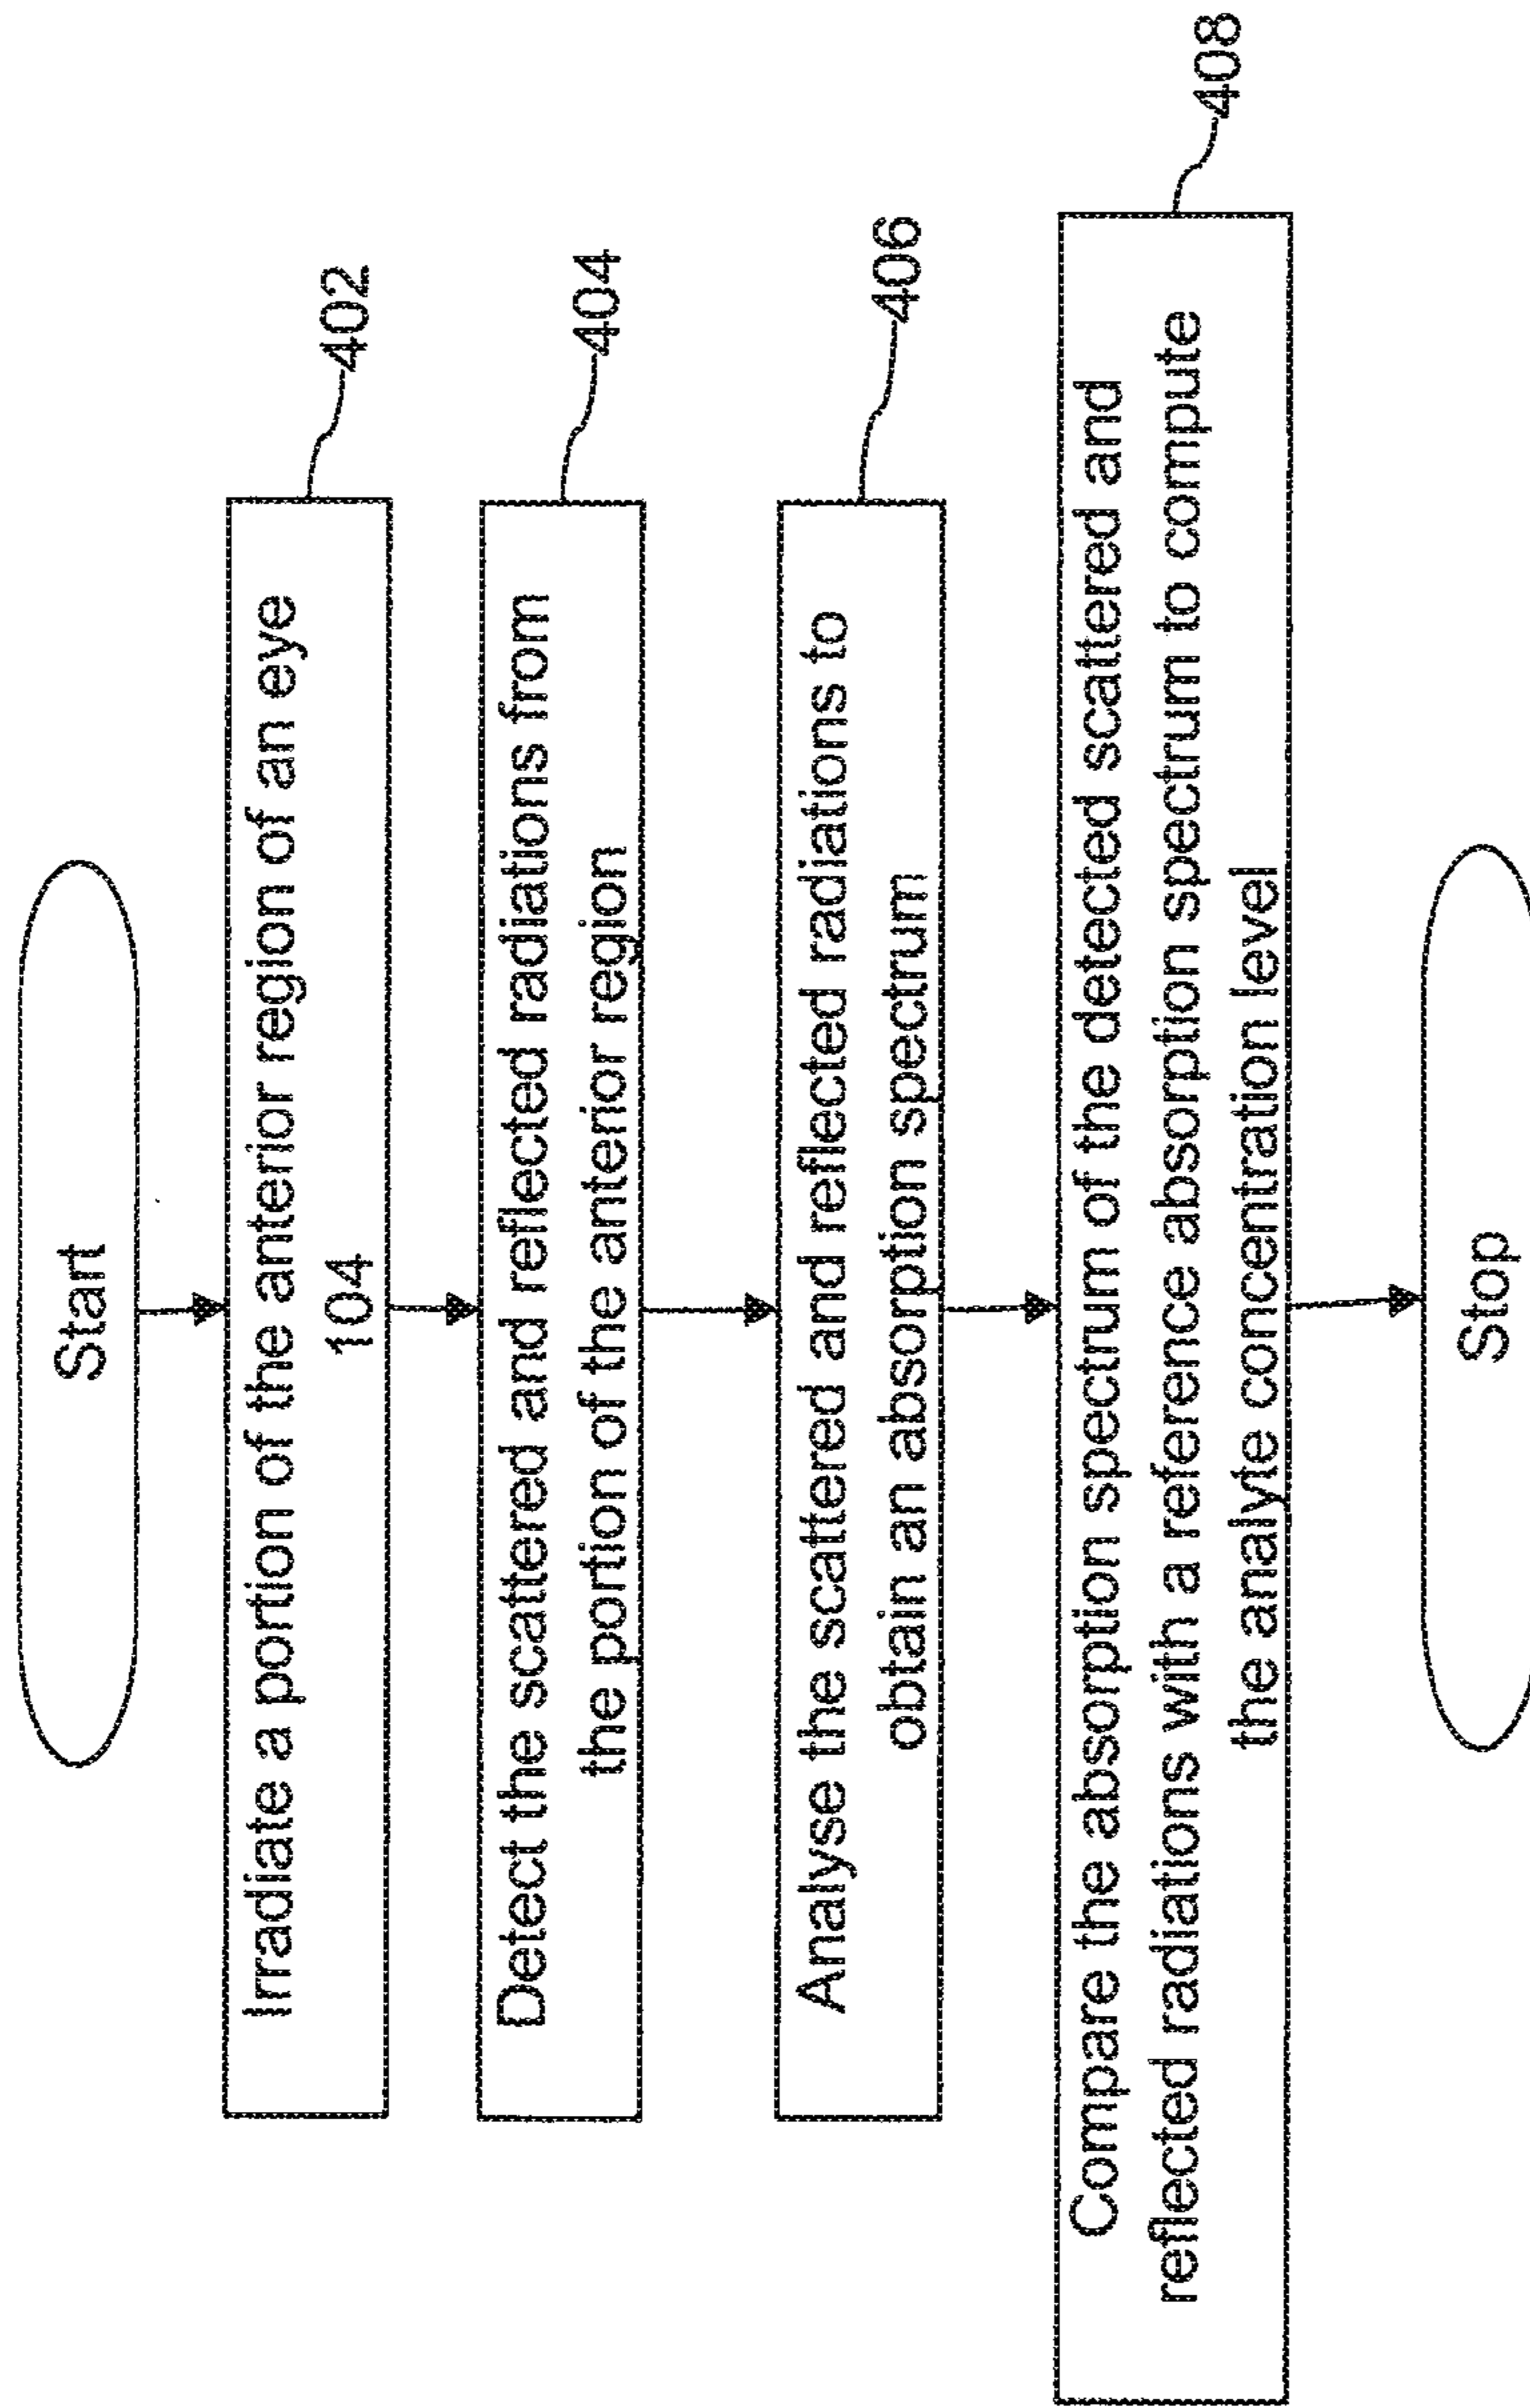 Start
Irradiate a portion of the anterior region of an eye
104
402
Detect the scattered and reflected radiations from
the portion of the anterior region
404
Analyse the scattered and reflected radiations to
obtain an absorption spectrum
406
Compare the absorption spectrum of the detected scattered and
reflected radiations with a reference absorption spectrum to compute
the analyte concentration level
408
Stop